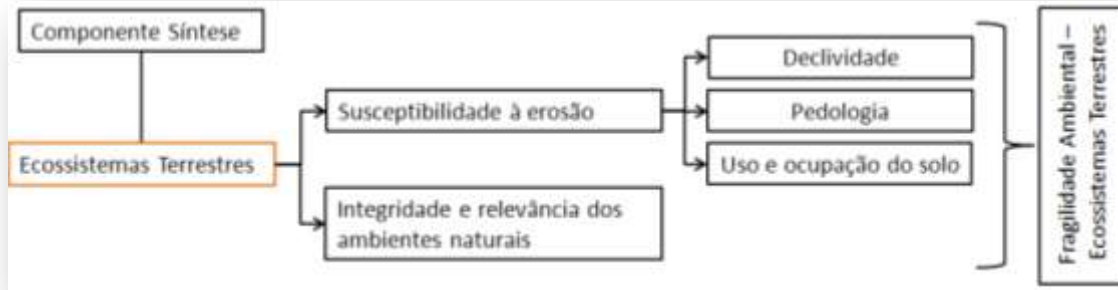 Componente Síntese
Ecossistemas Terrestres
Susceptibilidade à erosão
Integridade e relevância dos
ambientes naturais
Declividade
Pedologia
Uso e ocupação do solo
Fragilidade Ambiental –
Ecossistemas Terrestres